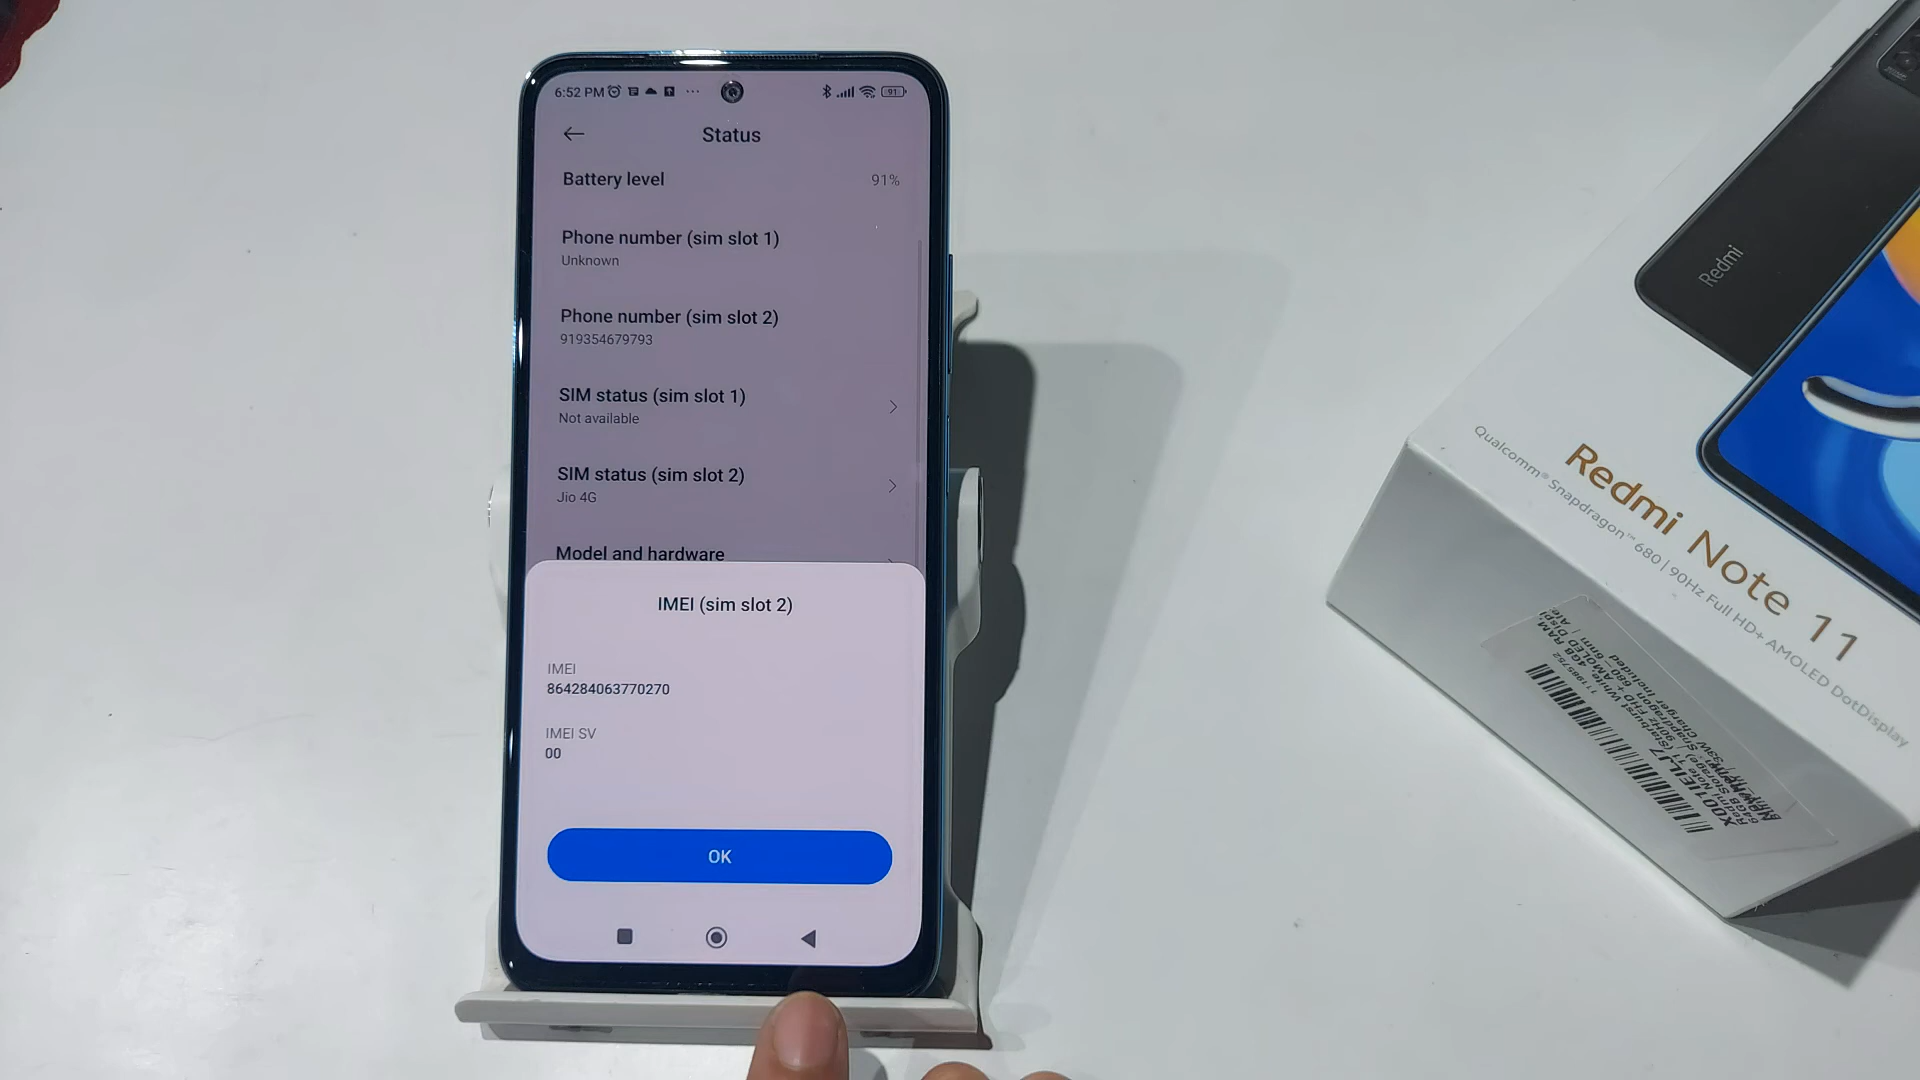 6:52 PM
91
Status
Battery level
91%
Phone number (sim slot 1)
Unknown
Phone number (sim slot 2)
919354679793
SIM status (sim slot 1)
Not available
SIM status (sim slot 2)
Jio 4G
Model and hardware
IMEI (sim slot 2)
IMEI
864284063770270
IMEI SV
00
OK
Redmi
Redmi Note 11
Qualcomm® Snapdragon™ 680 | 90Hz Full HD+ AMOLED DotDisplay
X001IEILJ7